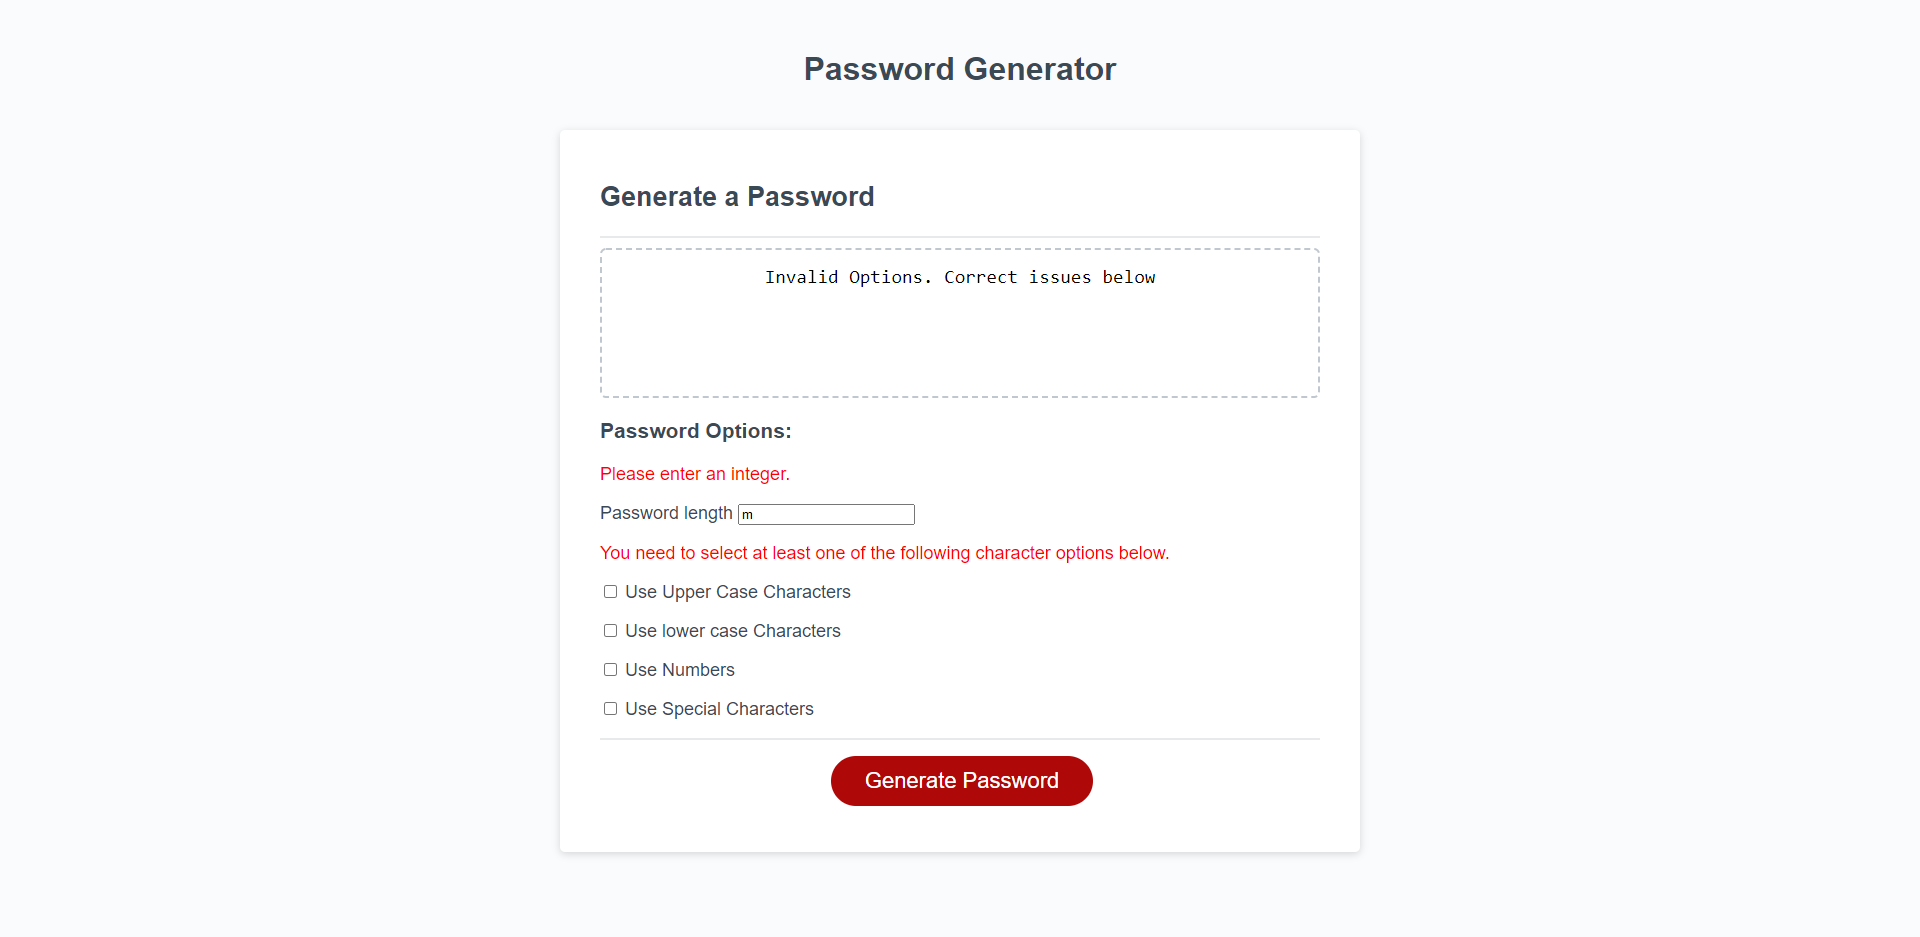 Password Generator
Generate a Password
Invalid Options. Correct issues below
Password Options:
Please enter an integer.
Password length m
You need to select at least one of the following character options below.
Use Upper Case Characters
Use lower case Characters
Use Numbers
Use Special Characters
Generate Password